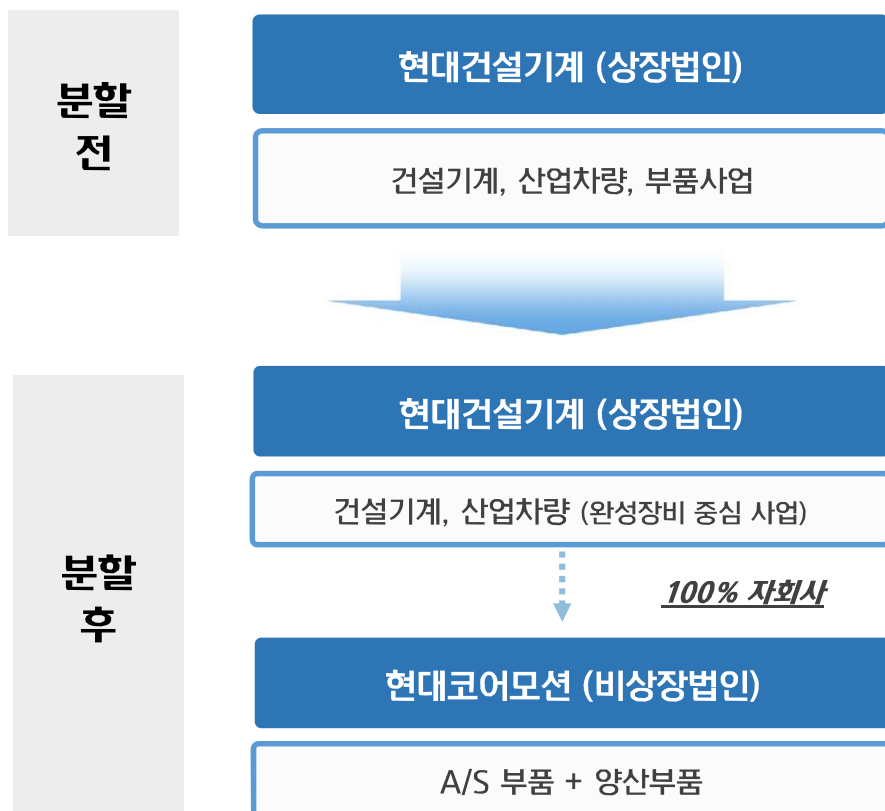 분할
전
현대건설기계 (상장법인)
건설기계, 산업차량, 부품사업
분할
후
현대건설기계 (상장법인)
건설기계, 산업차량 (완성장비 중심 사업)
100% 자회사
현대코어모션 (비상장법인)
A/S 부품 + 양산부품